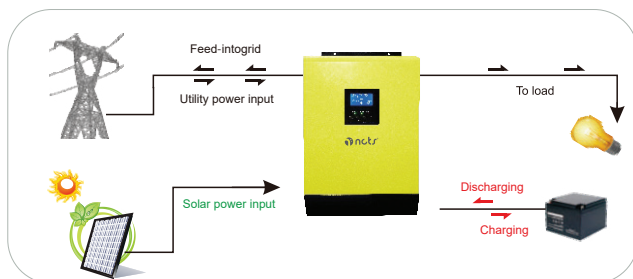 Feed-intogrid
Utility power input
To load
ncts
Solar power input
Discharging
Charging